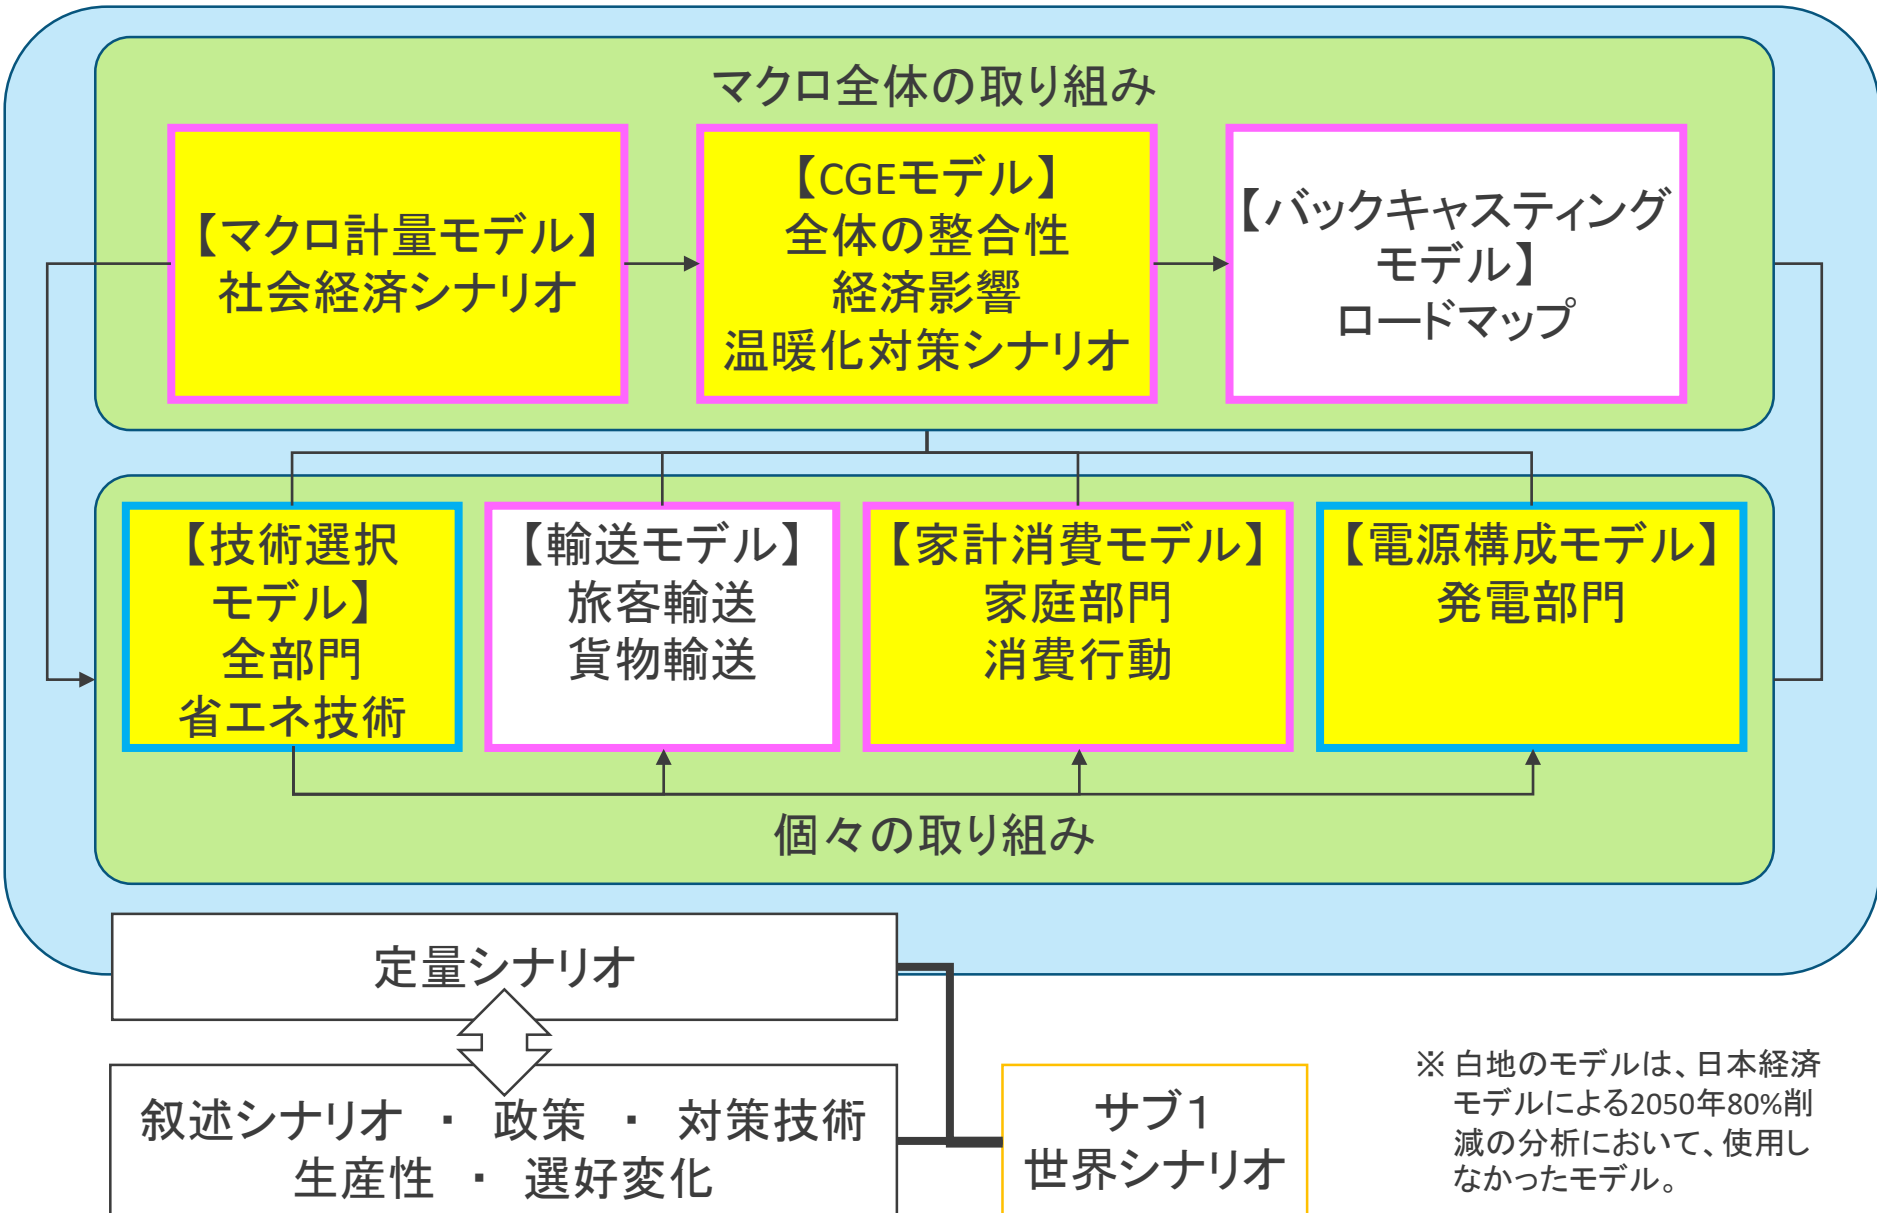 マクロ全体の取り組み
【マクロ計量モデル】
社会経済シナリオ
【CGEモデル】
全体の整合性
経済影響
温暖化対策シナリオ
【バックキャスティング
モデル】
ロードマップ
【技術選択
モデル】
全部門
省エネ技術
【輸送モデル】
旅客輸送
貨物輸送
【家計消費モデル】
家庭部門
消費行動
【電源構成モデル】
発電部門
個々の取り組み
定量シナリオ
叙述シナリオ ・ 政策 ・ 対策技術
生産性 ・ 選好変化
サブ１
世界シナリオ
※ 白地のモデルは、日本経済
モデルによる2050年80%削
減の分析において、使用し
なかったモデル。